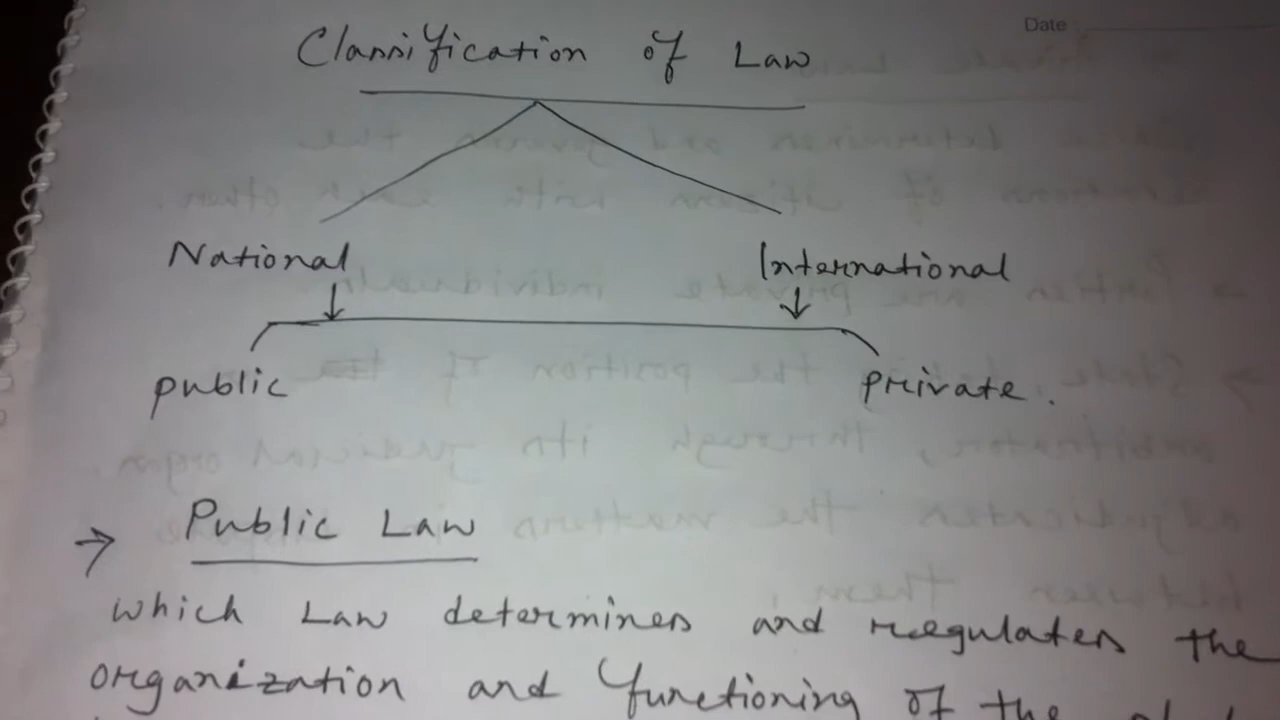 Date
Classification of Law
National International
public private.
→ Public Law
which Law determines and regulates the
organization and functioning of the